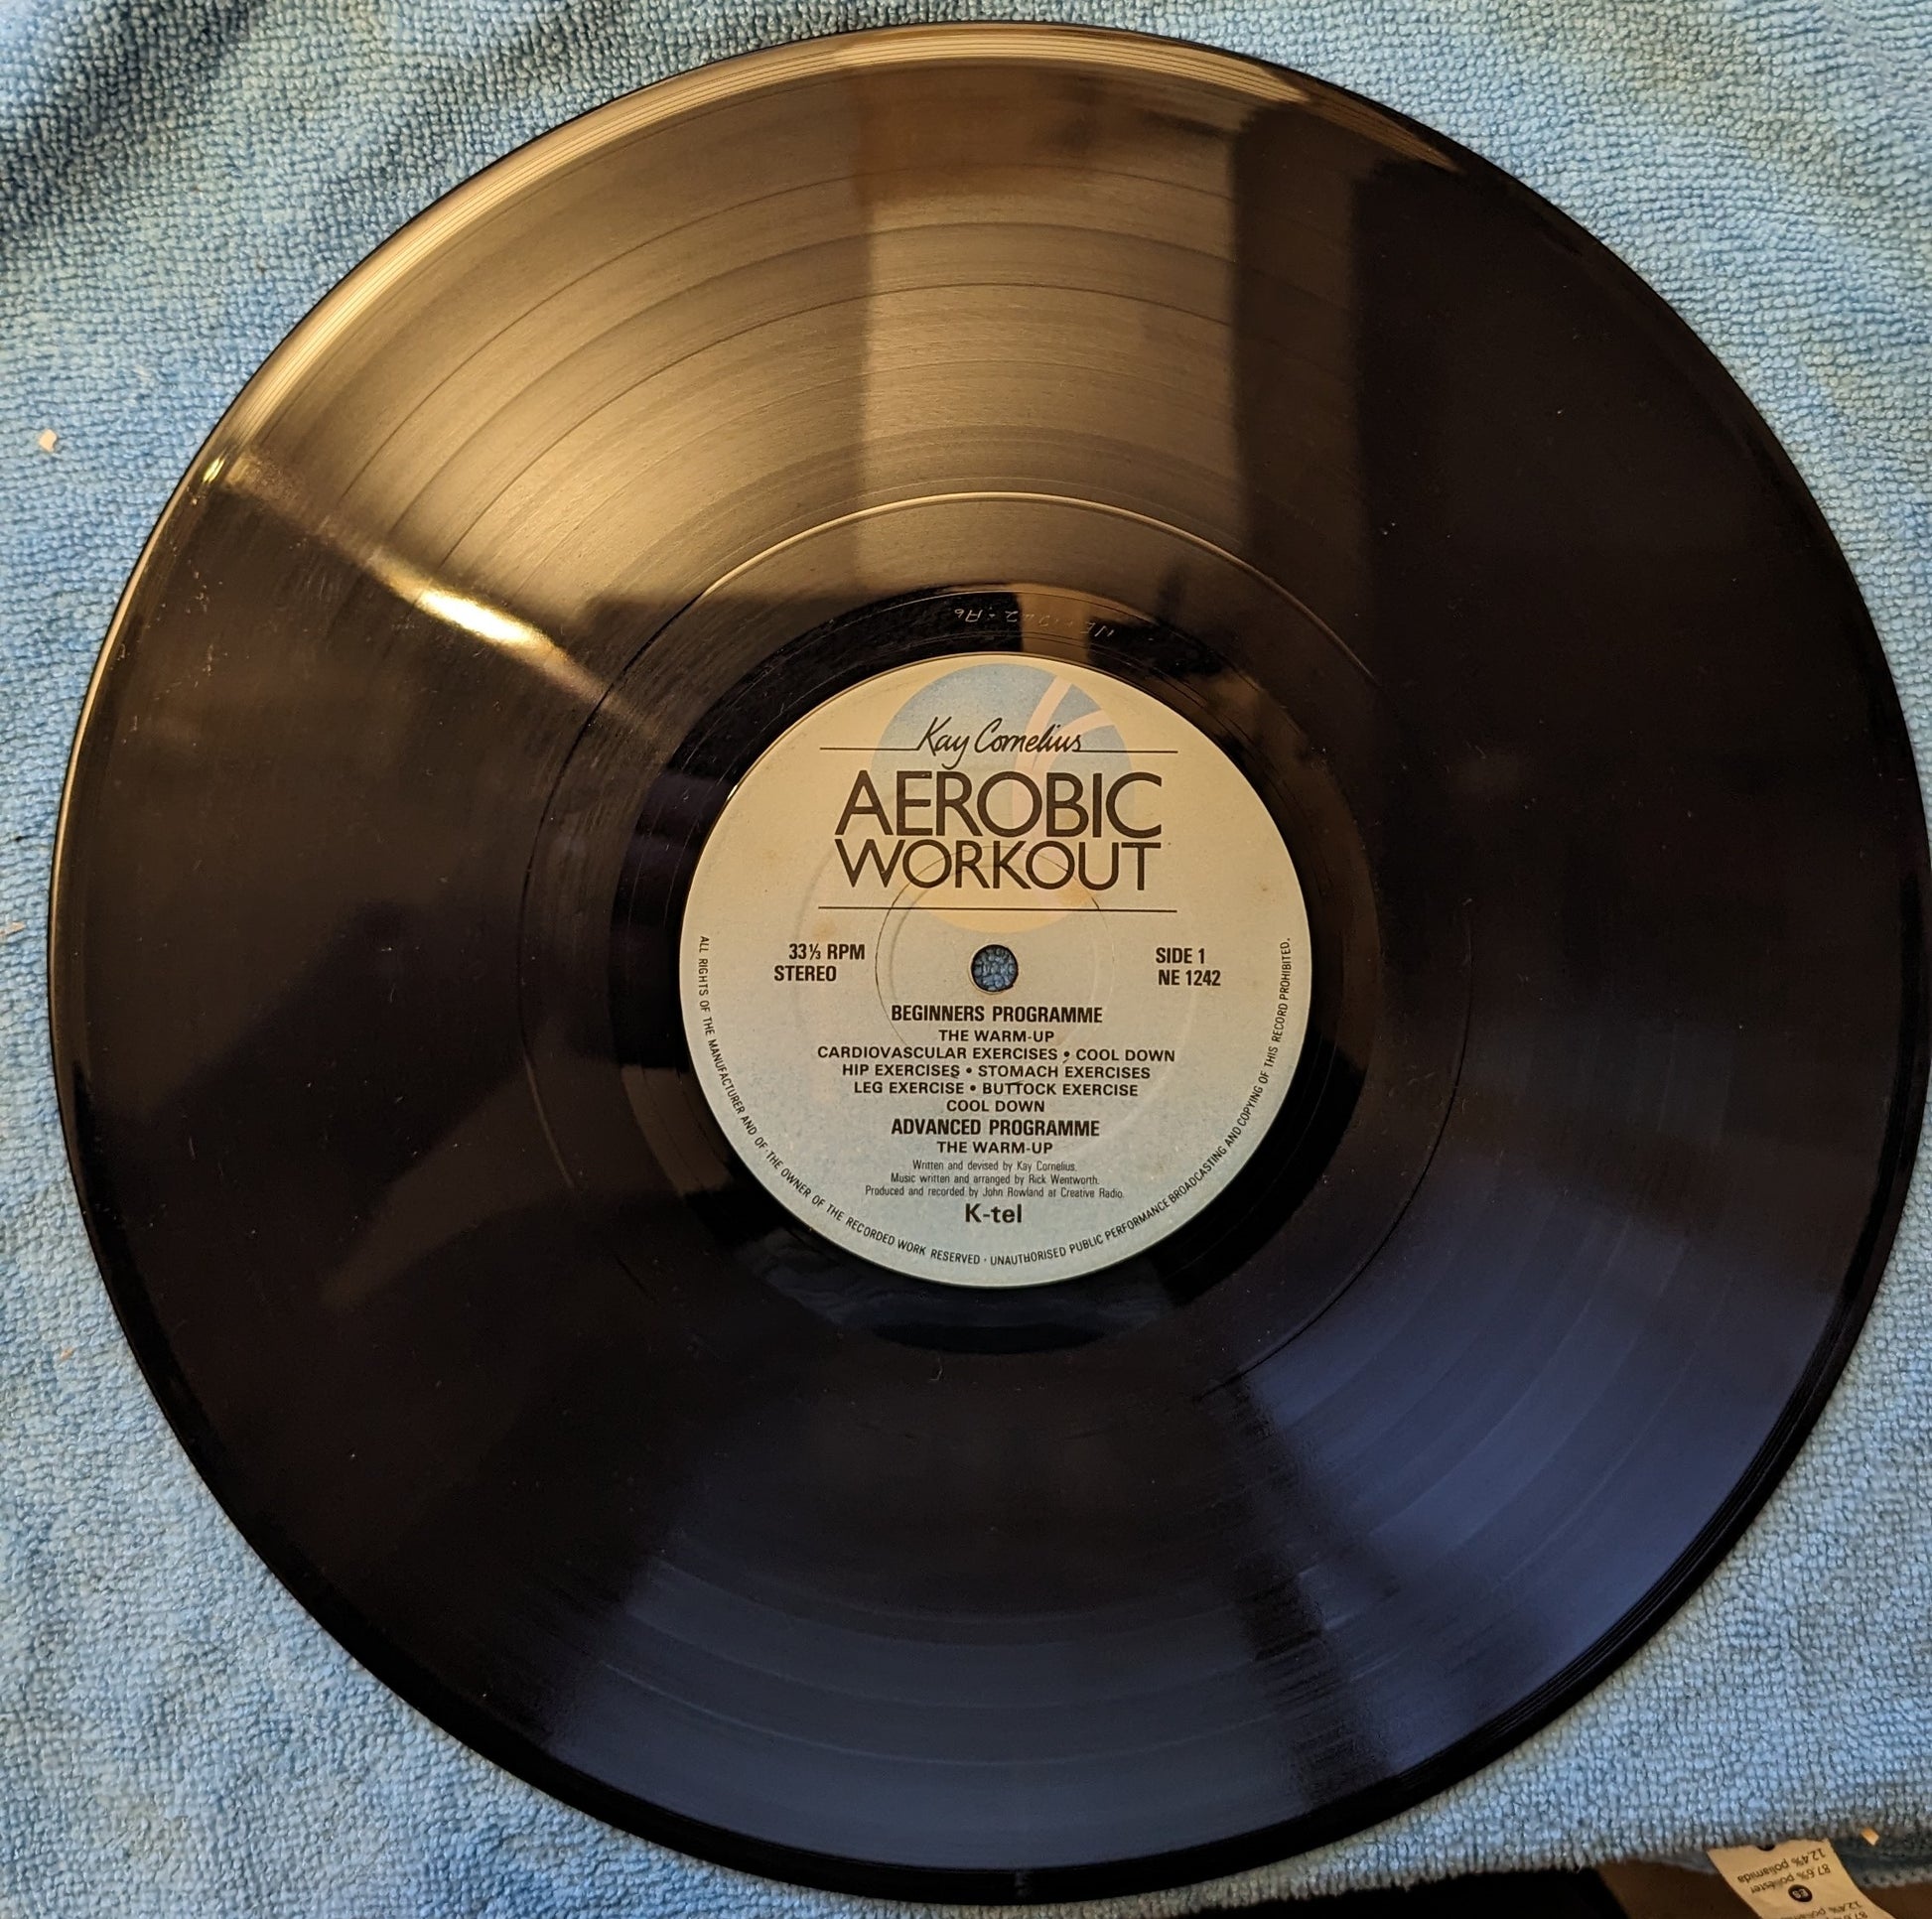 Kay Cornelius
AEROBIC
WORKOUT
33⅓ RPM
STEREO
SIDE 1
NE 1242
BEGINNERS PROGRAMME
THE WARM-UP
CARDIOVASCULAR EXERCISES • COOL DOWN
HIP EXERCISES • STOMACH EXERCISES
LEG EXERCISE • BUTTOCK EXERCISE
COOL DOWN
ADVANCED PROGRAMME
THE WARM-UP
Written and devised by Kay Cornelius.
Music written and arranged by Rick Wentworth.
Produced and recorded by John Rowland at Creative Radio.
K-tel
ALL RIGHTS OF THE MANUFACTURER AND OF THE OWNER OF THE RECORDED WORK RESERVED · UNAUTHORISED PUBLIC PERFORMANCE BROADCASTING AND COPYING OF THIS RECORD PROHIBITED.
87,6% poliéster
12,4% poliamida
ES